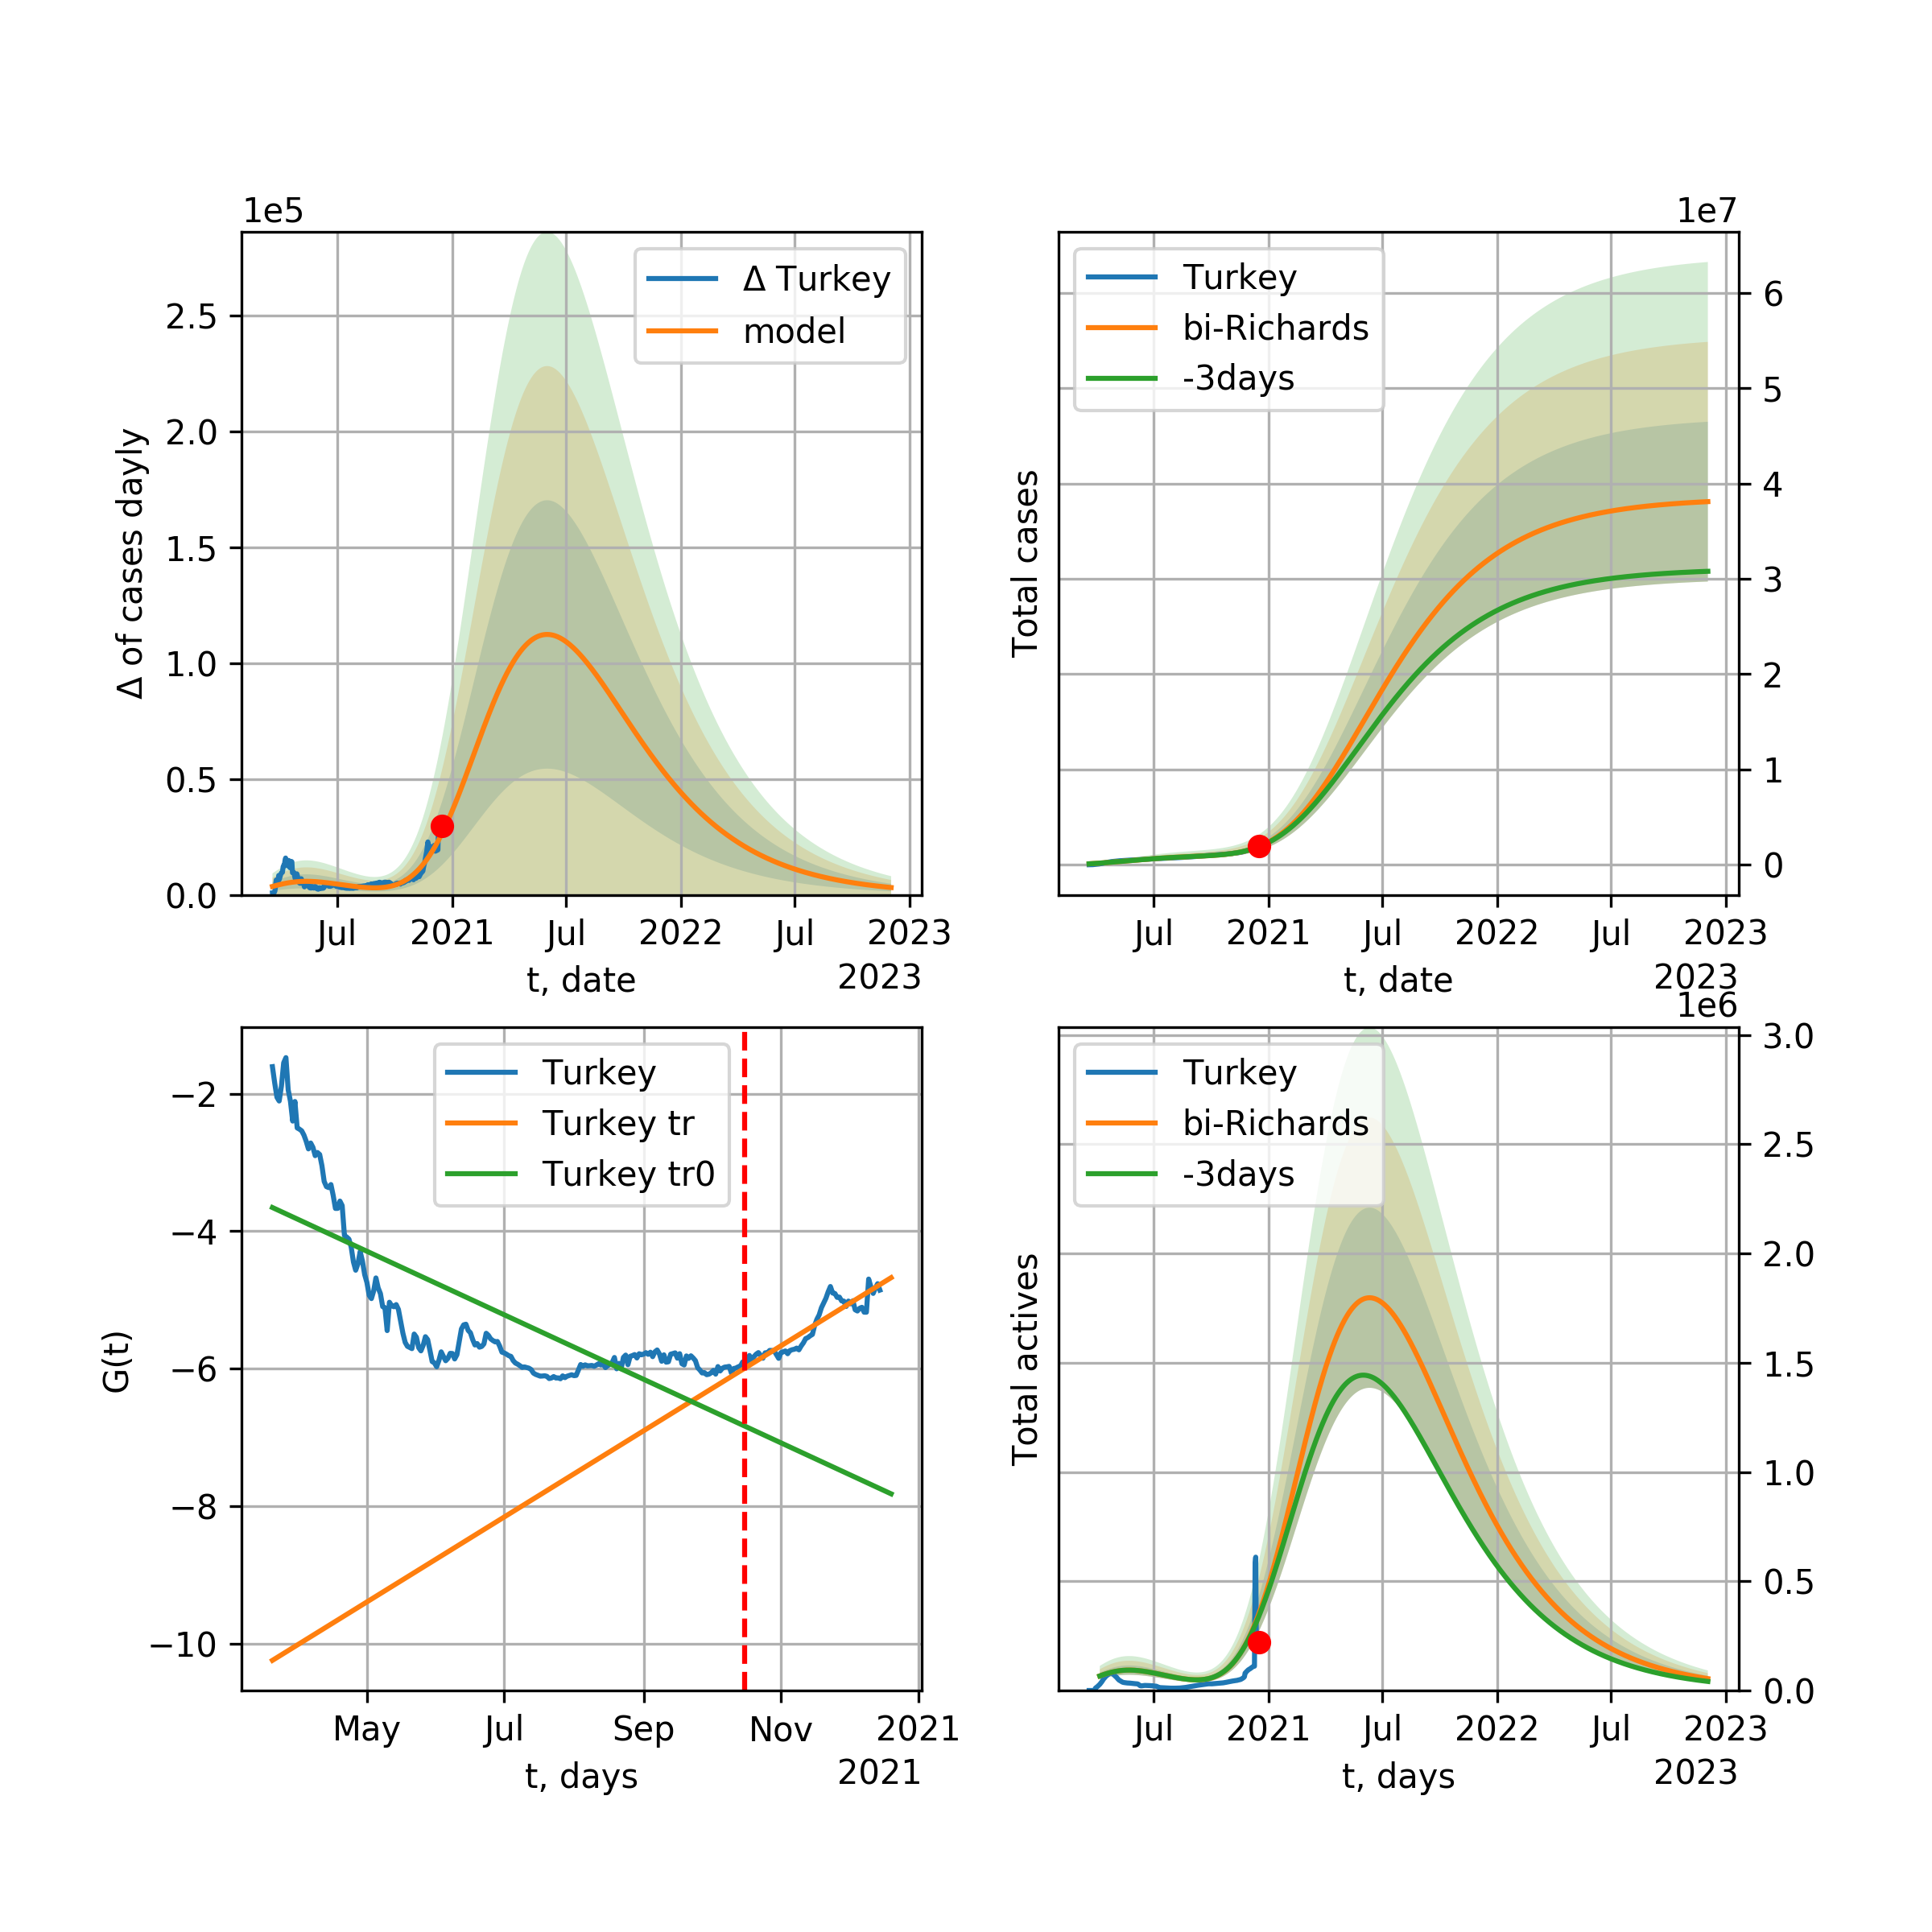 1e5
Δ of cases dayly
2.5
2.0
1.5
1.0
0.5
0.0
Δ Turkey
model
Jul 2021 Jul 2022 Jul 2023
t, date
2023
1e7
Total cases
Turkey
bi-Richards
-3days
6
5
4
3
2
1
0
Jul 2021 Jul 2022 Jul 2023
t, date
2023
G(t)
−2
−4
−6
−8
−10
Turkey
Turkey tr
Turkey tr0
May Jul Sep Nov 2021
t, days
2021
1e6
Total actives
Turkey
bi-Richards
-3days
3.0
2.5
2.0
1.5
1.0
0.5
0.0
Jul 2021 Jul 2022 Jul 2023
t, days
2023